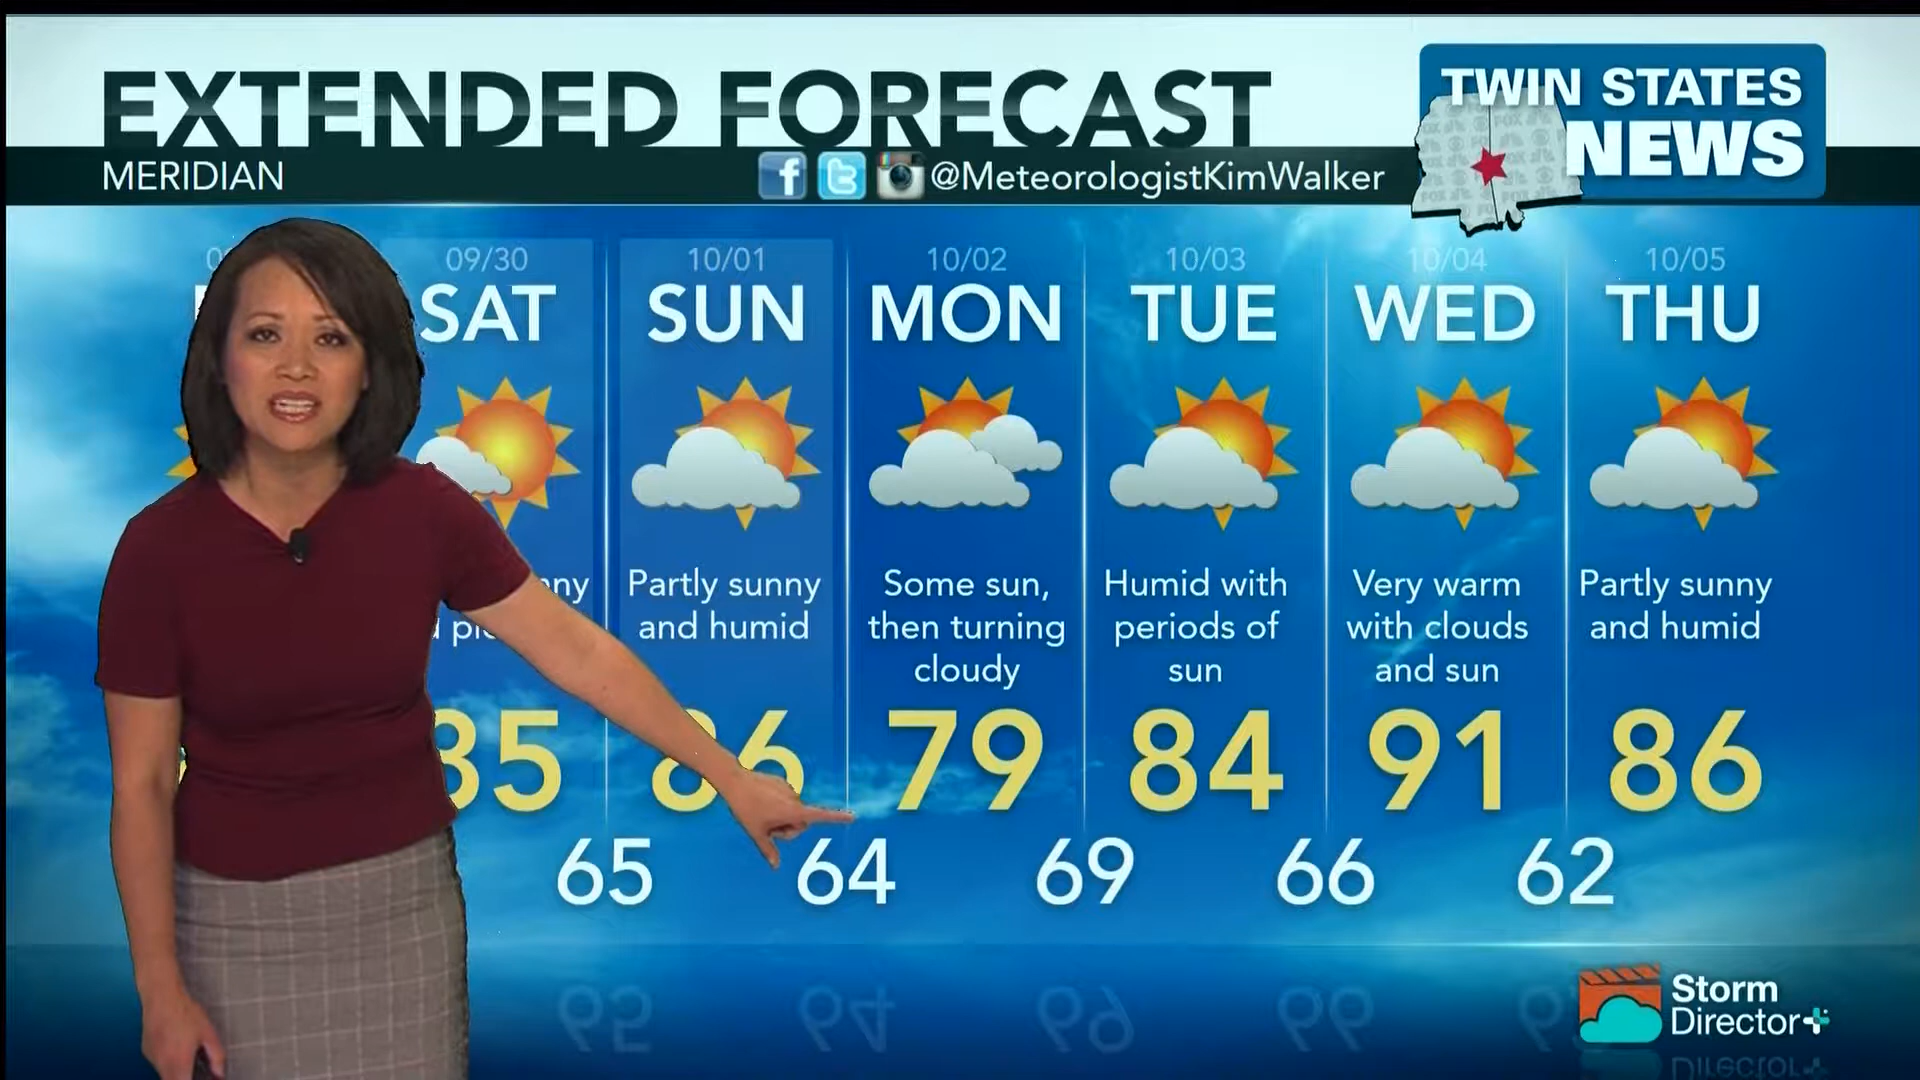 EXTENDED FORECAST
TWIN STATES
NEWS
MERIDIAN
@MeteorologistKimWalker
09/30
10/01
10/02
10/03
10/04
10/05
SAT
SUN
MON
TUE
WED
THU
Partly sunny
and humid
Some sun,
then turning
cloudy
Humid with
periods of
sun
Very warm
with clouds
and sun
Partly sunny
and humid
85
86
79
84
91
86
65
64
69
66
62
Storm
Director+